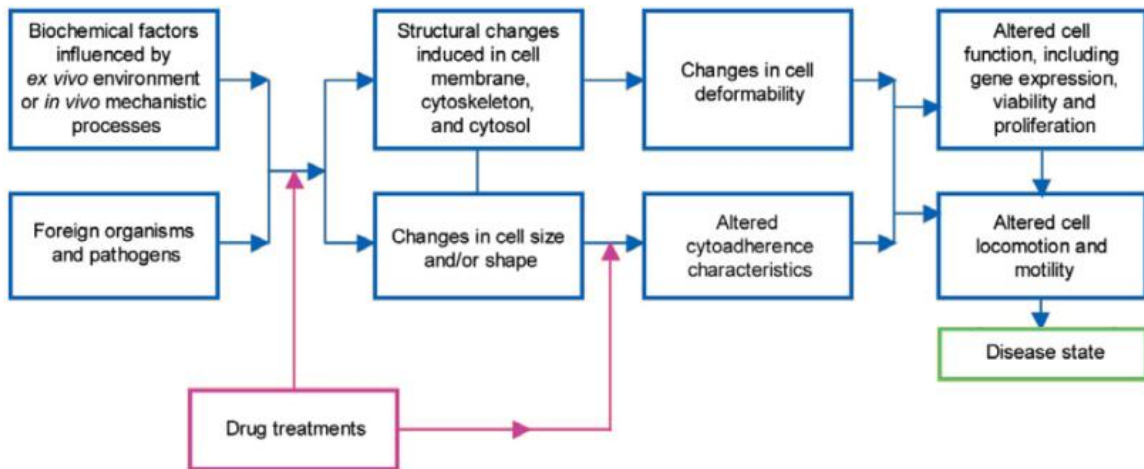 Biochemical factors
influenced by
ex vivo environment
or in vivo mechanistic
processes
Structural changes
induced in cell
membrane,
cytoskeleton,
and cytosol
Changes in cell
deformability
Altered cell
function, including
gene expression,
viability and
proliferation
Foreign organisms
and pathogens
Changes in cell size
and/or shape
Altered
cytoadherence
characteristics
Altered cell
locomotion and
motility
Disease state
Drug treatments